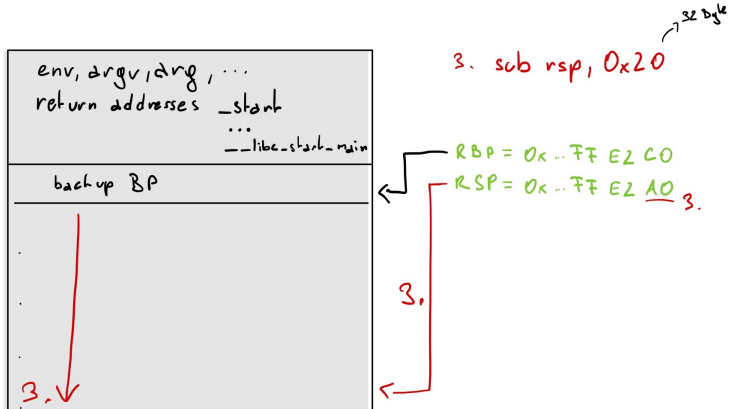 32 Byte
3. sub rsp, 0x20
env, argv, arg, ...
return addresses _start
...
__libc_start_main
RBP = 0x...FF E2 C0
backup BP
RSP = 0x...FF E2 A0
3.
3.
3.